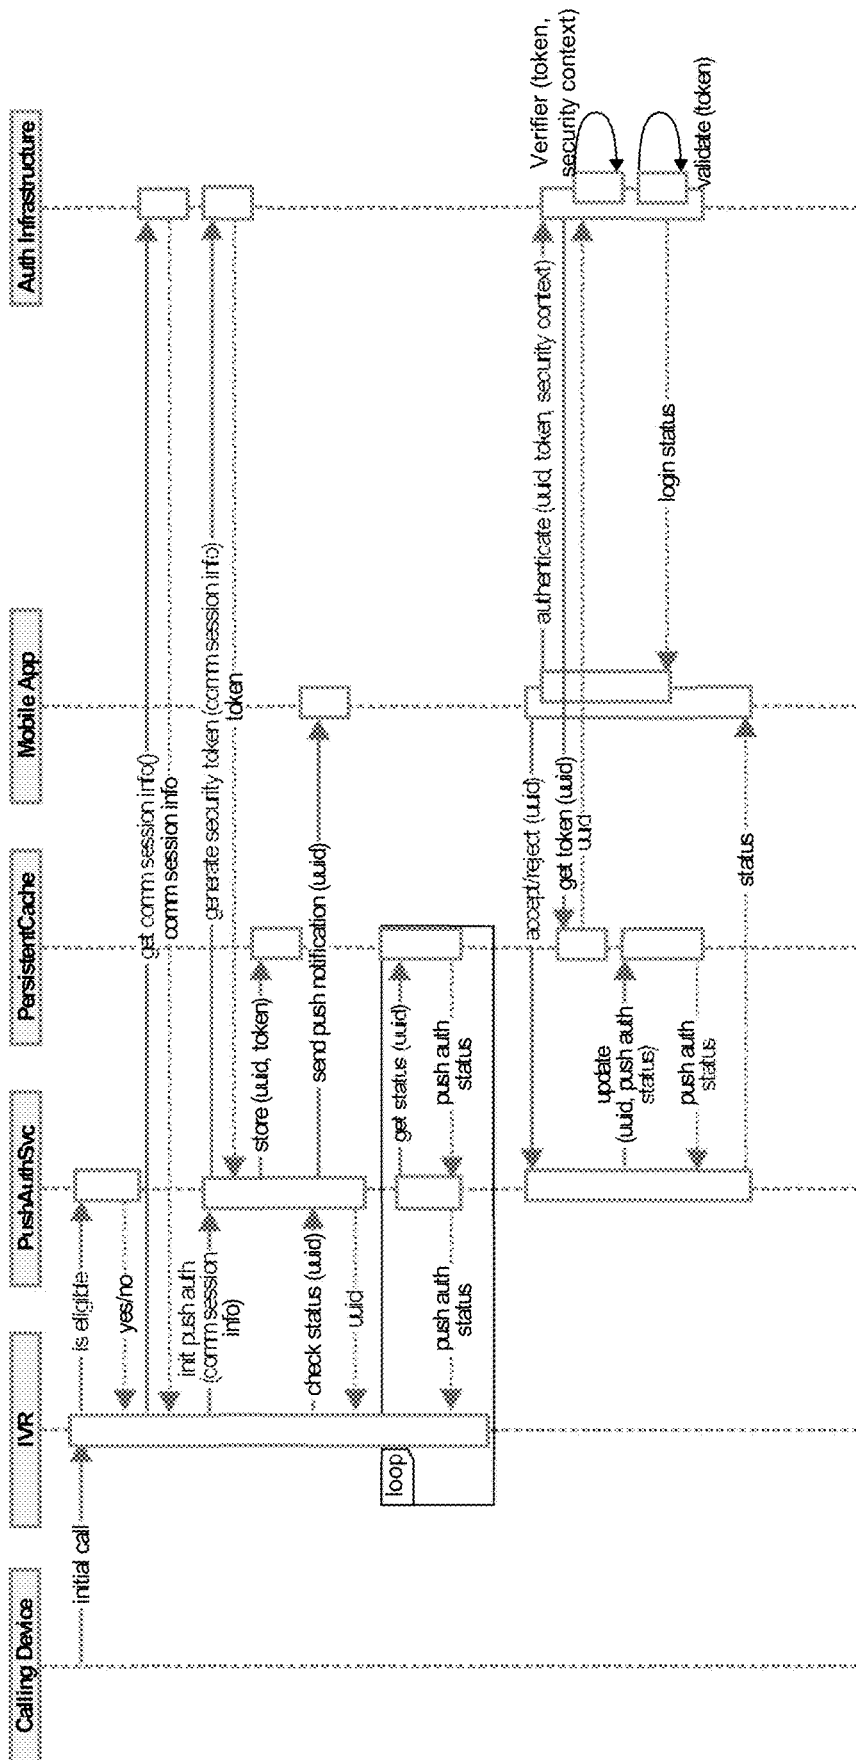 Calling Device
IVR
PushAuthSvc
PersistentCache
Mobile App
Auth Infrastructure
initial call
is eligible
yes/no
get comm session info()
comm session info
init push auth
(comm session
info)
generate security token (comm session info)
token
store (uuid, token)
send push notification (uuid)
check status (uuid)
uuid
loop
get status (uuid)
push auth
status
push auth
status
accept/reject (uuid)
authenticate (uuid, token, security context)
get token (uuid)
uuid
Verifier (token,
security context)
update
(uuid, push auth
status)
validate (token)
login status
push auth
status
status